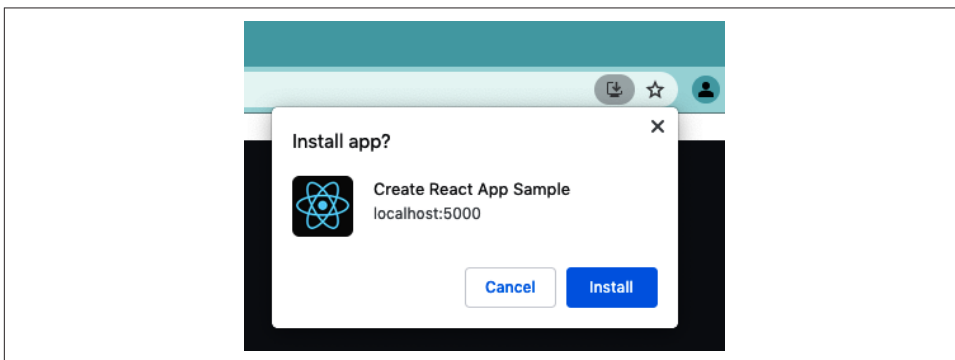 Install app?
Create React App Sample
localhost:5000
Cancel
Install